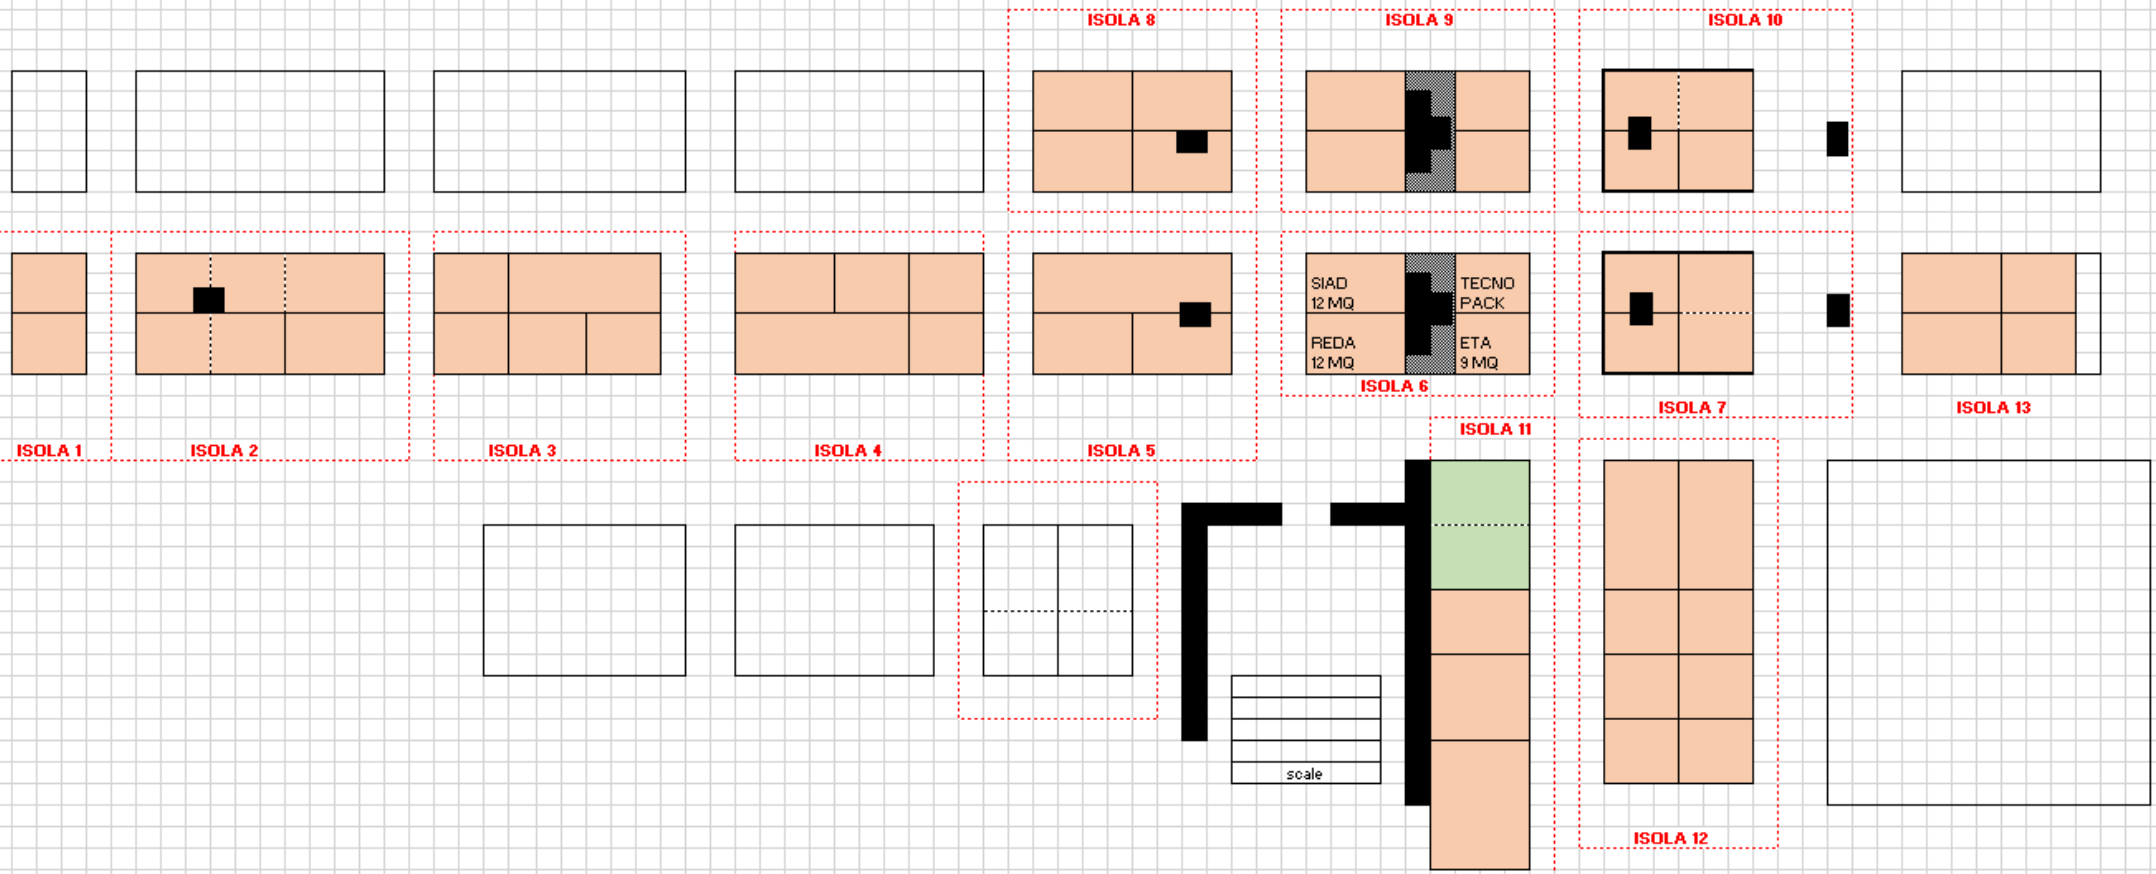 ISOLA 8
ISOLA 9
ISOLA 10
SIAD
12 MQ
TECNO
PACK
REDA
12 MQ
ETA
9 MQ
ISOLA 6
ISOLA 7
ISOLA 13
ISOLA 11
ISOLA 1
ISOLA 2
ISOLA 3
ISOLA 4
ISOLA 5
scale
ISOLA 12